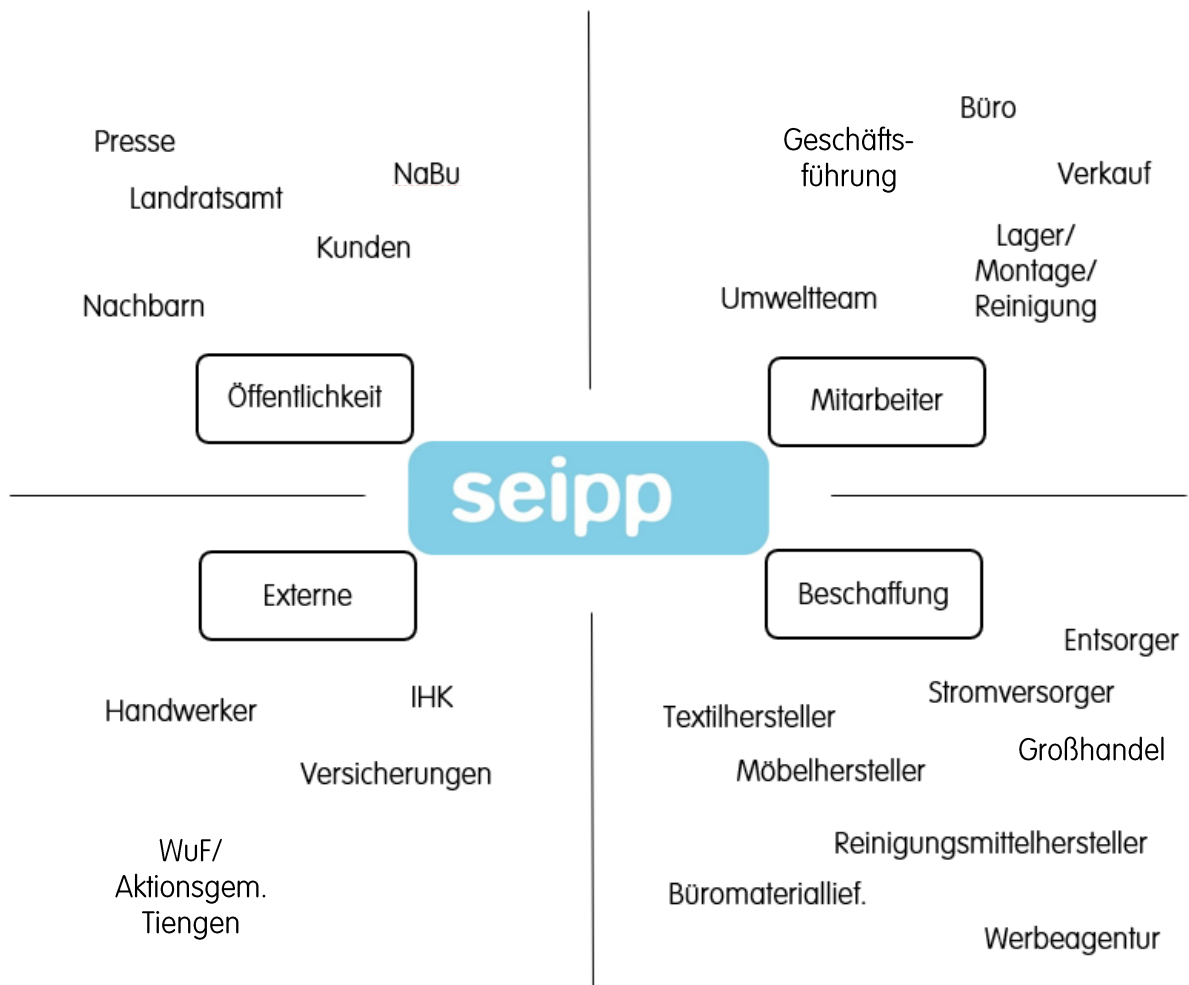 Presse
Landratsamt
NaBu
Kunden
Nachbarn
Öffentlichkeit
Büro
Geschäfts-
führung
Verkauf
Lager/
Montage/
Reinigung
Umweltteam
Mitarbeiter
seipp
Externe
Handwerker
IHK
Versicherungen
WuF/
Aktionsgem.
Tiengen
Beschaffung
Entsorger
Stromversorger
Textilhersteller
Großhandel
Möbelhersteller
Reinigungsmittelhersteller
Büromateriallief.
Werbeagentur